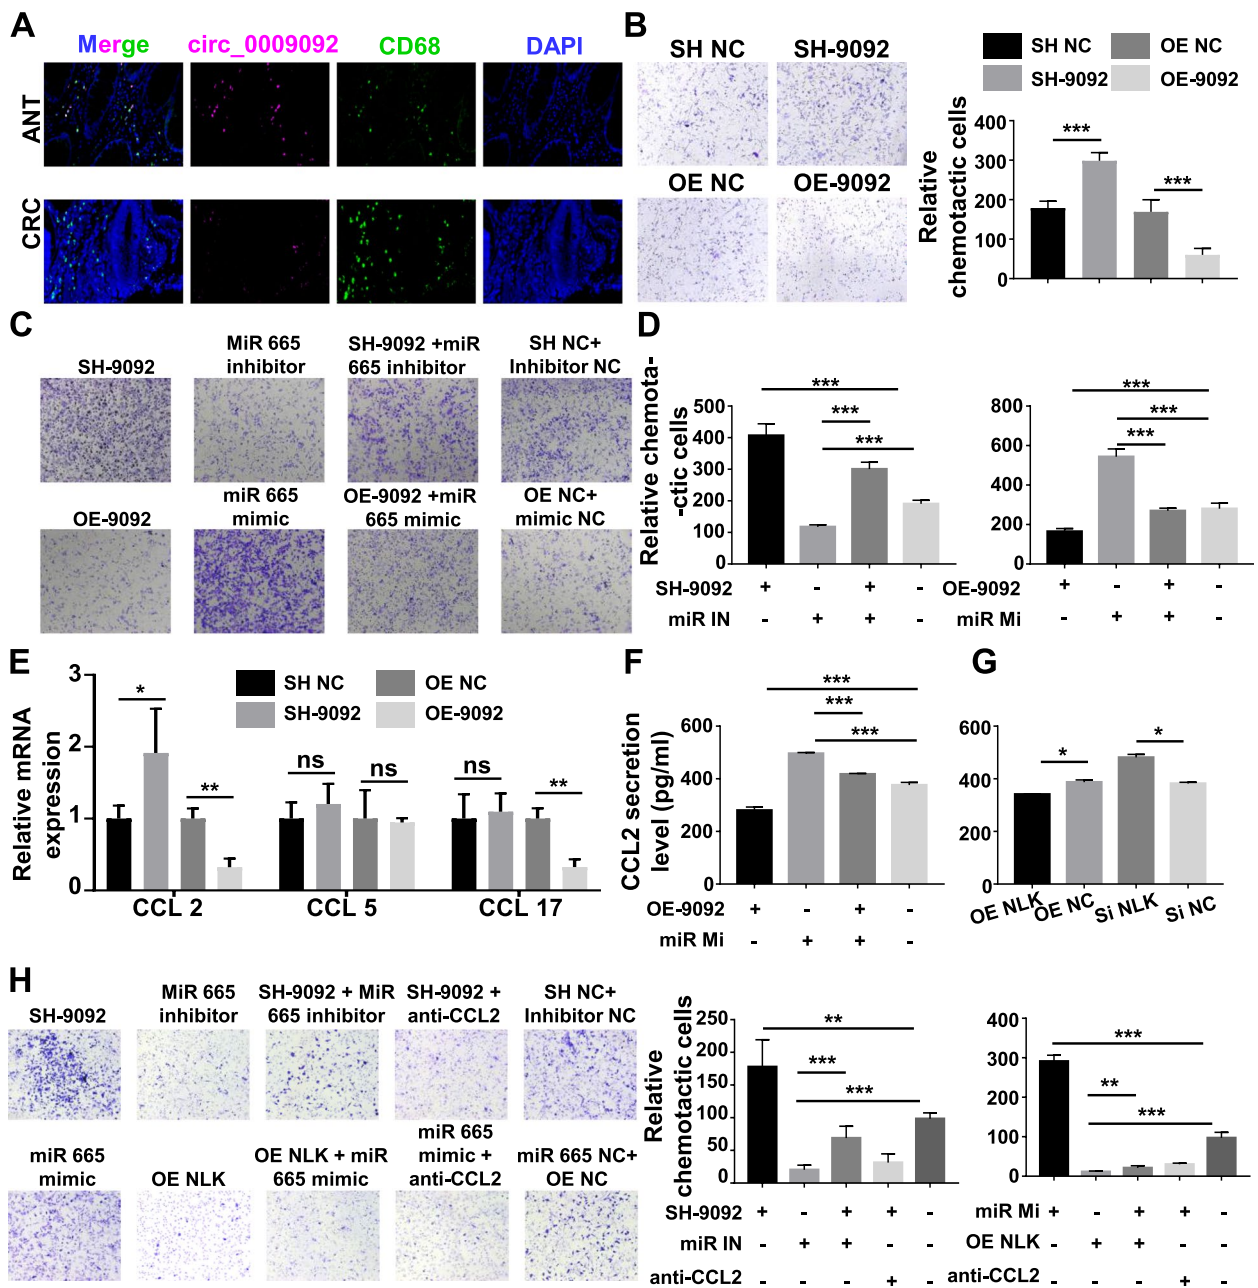 A
Merge circ_0009092 CD68 DAPI
ANT
CRC
B
SH NC SH-9092
OE NC OE-9092
SH NC OE NC
SH-9092 OE-9092
Relative
chemotactic cells
400
300
200
100
0
***
***
C
SH-9092
MiR 665
inhibitor
SH-9092 +miR
665 inhibitor
SH NC+
Inhibitor NC
OE-9092
miR 665
mimic
OE-9092 +miR
665 mimic
OE NC+
mimic NC
D
Relative chemota-
-ctic cells
500
400
300
200
100
0
***
***
***
SH-9092 + - + -
miR IN - + + -
800
600
400
200
0
***
***
***
OE-9092 + - + -
miR Mi - + + -
E
Relative mRNA
expression
3
2
1
0
SH NC OE NC
SH-9092 OE-9092
*
**
ns
ns
ns
**
CCL 2 CCL 5 CCL 17
F
CCL2 secretion
level (pg/ml)
600
400
200
0
***
***
***
OE-9092 + - + -
miR Mi - + + -
G
600
400
200
0
*
*
OE NLK OE NC Si NLK Si NC
H
SH-9092
MiR 665
inhibitor
SH-9092 + MiR
665 inhibitor
SH-9092 +
anti-CCL2
SH NC+
Inhibitor NC
miR 665
mimic
OE NLK
OE NLK + miR
665 mimic
miR 665
mimic +
anti-CCL2
miR 665 NC+
OE NC
Relative
chemotactic cells
250
200
150
100
50
0
**
***
***
SH-9092 + - + + -
miR IN - + + - -
anti-CCL2 - - - + -
400
300
200
100
0
***
**
***
miR Mi + - + + -
OE NLK - + + - -
anti-CCL2 - - - + -